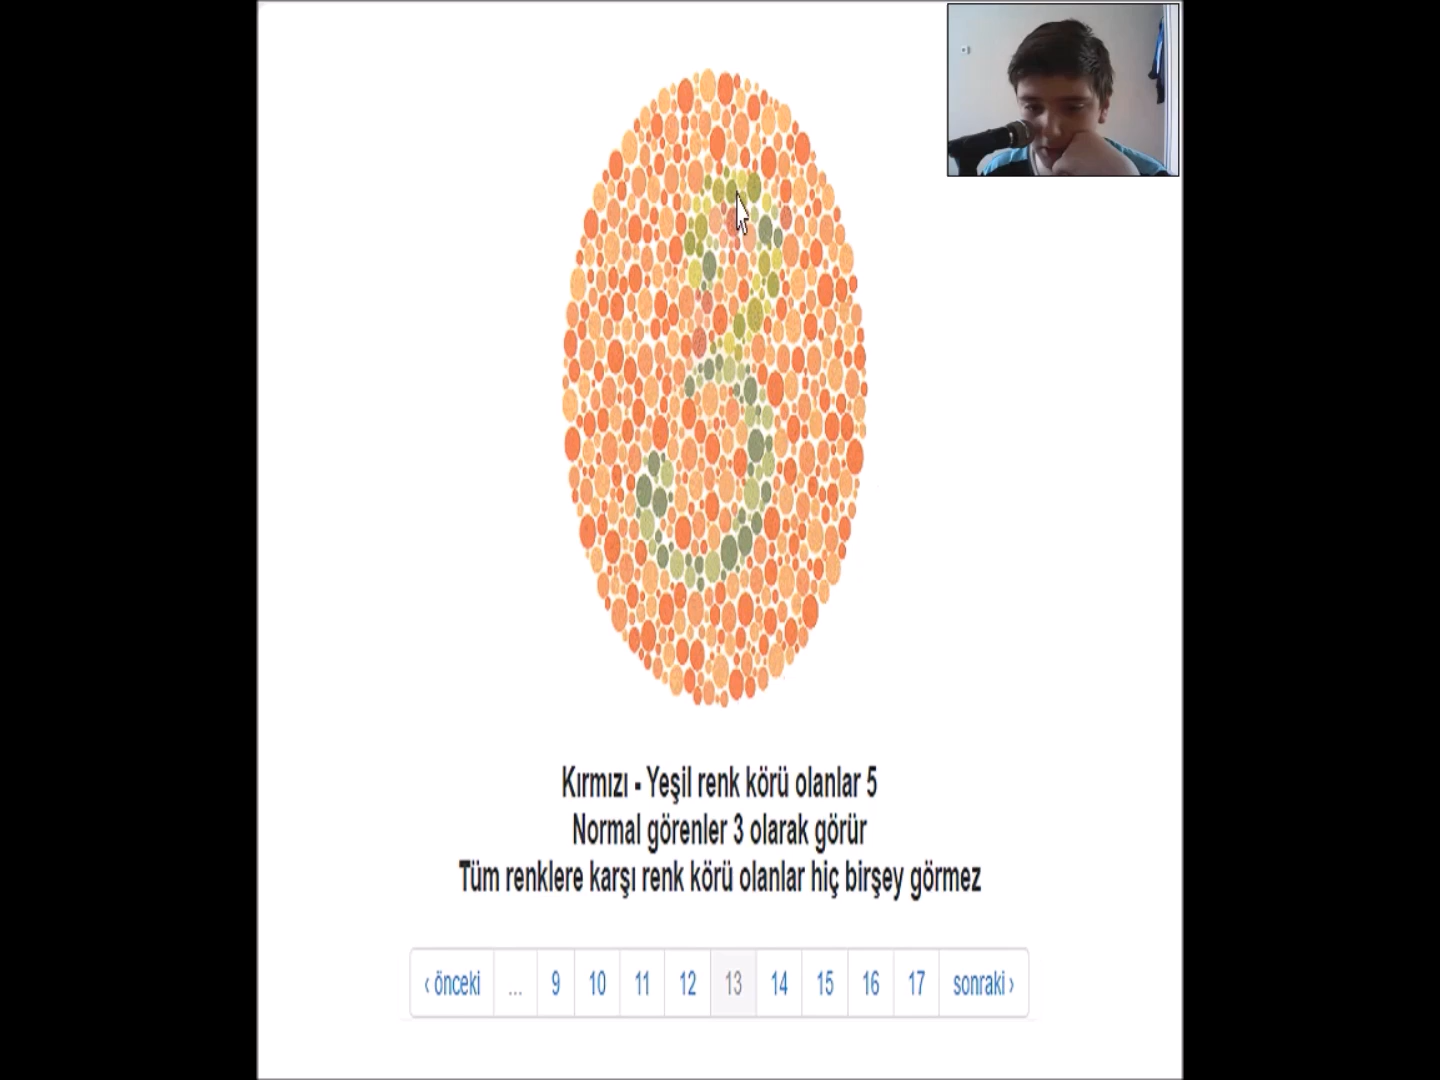 Kırmızı - Yeşil renk körü olanlar 5
Normal görenler 3 olarak görür
Tüm renklere karşı renk körü olanlar hiç birşey görmez
‹ önceki ... 9 10 11 12 13 14 15 16 17 sonraki ›